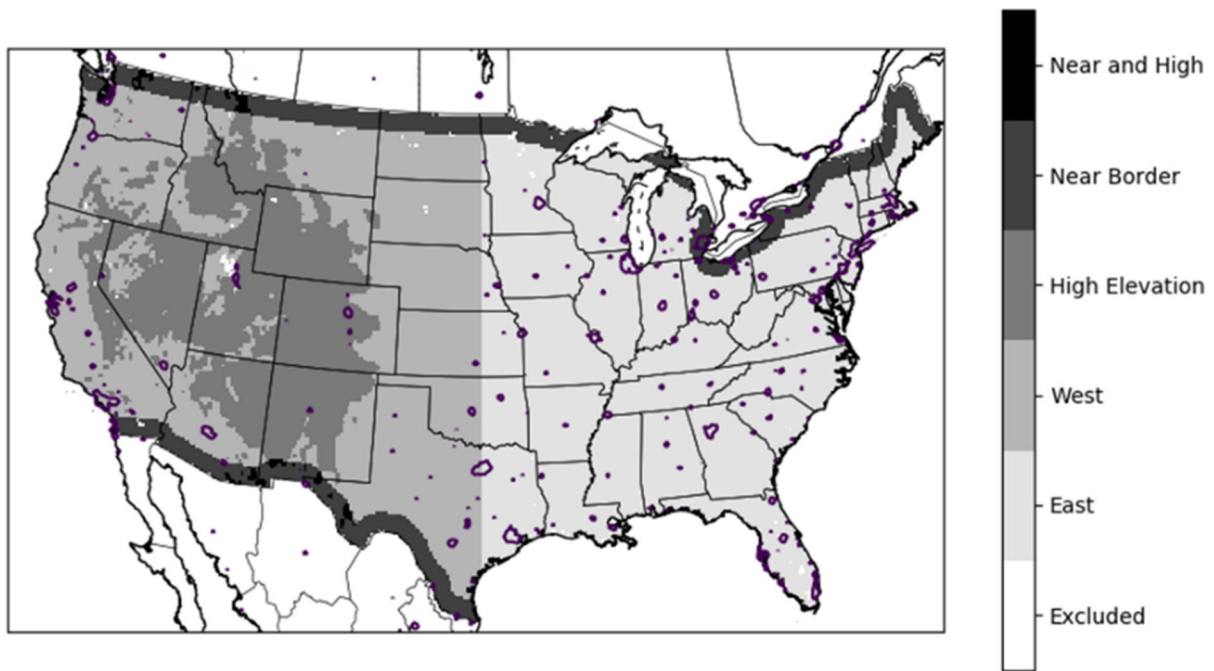 Near and High
Near Border
High Elevation
West
East
Excluded